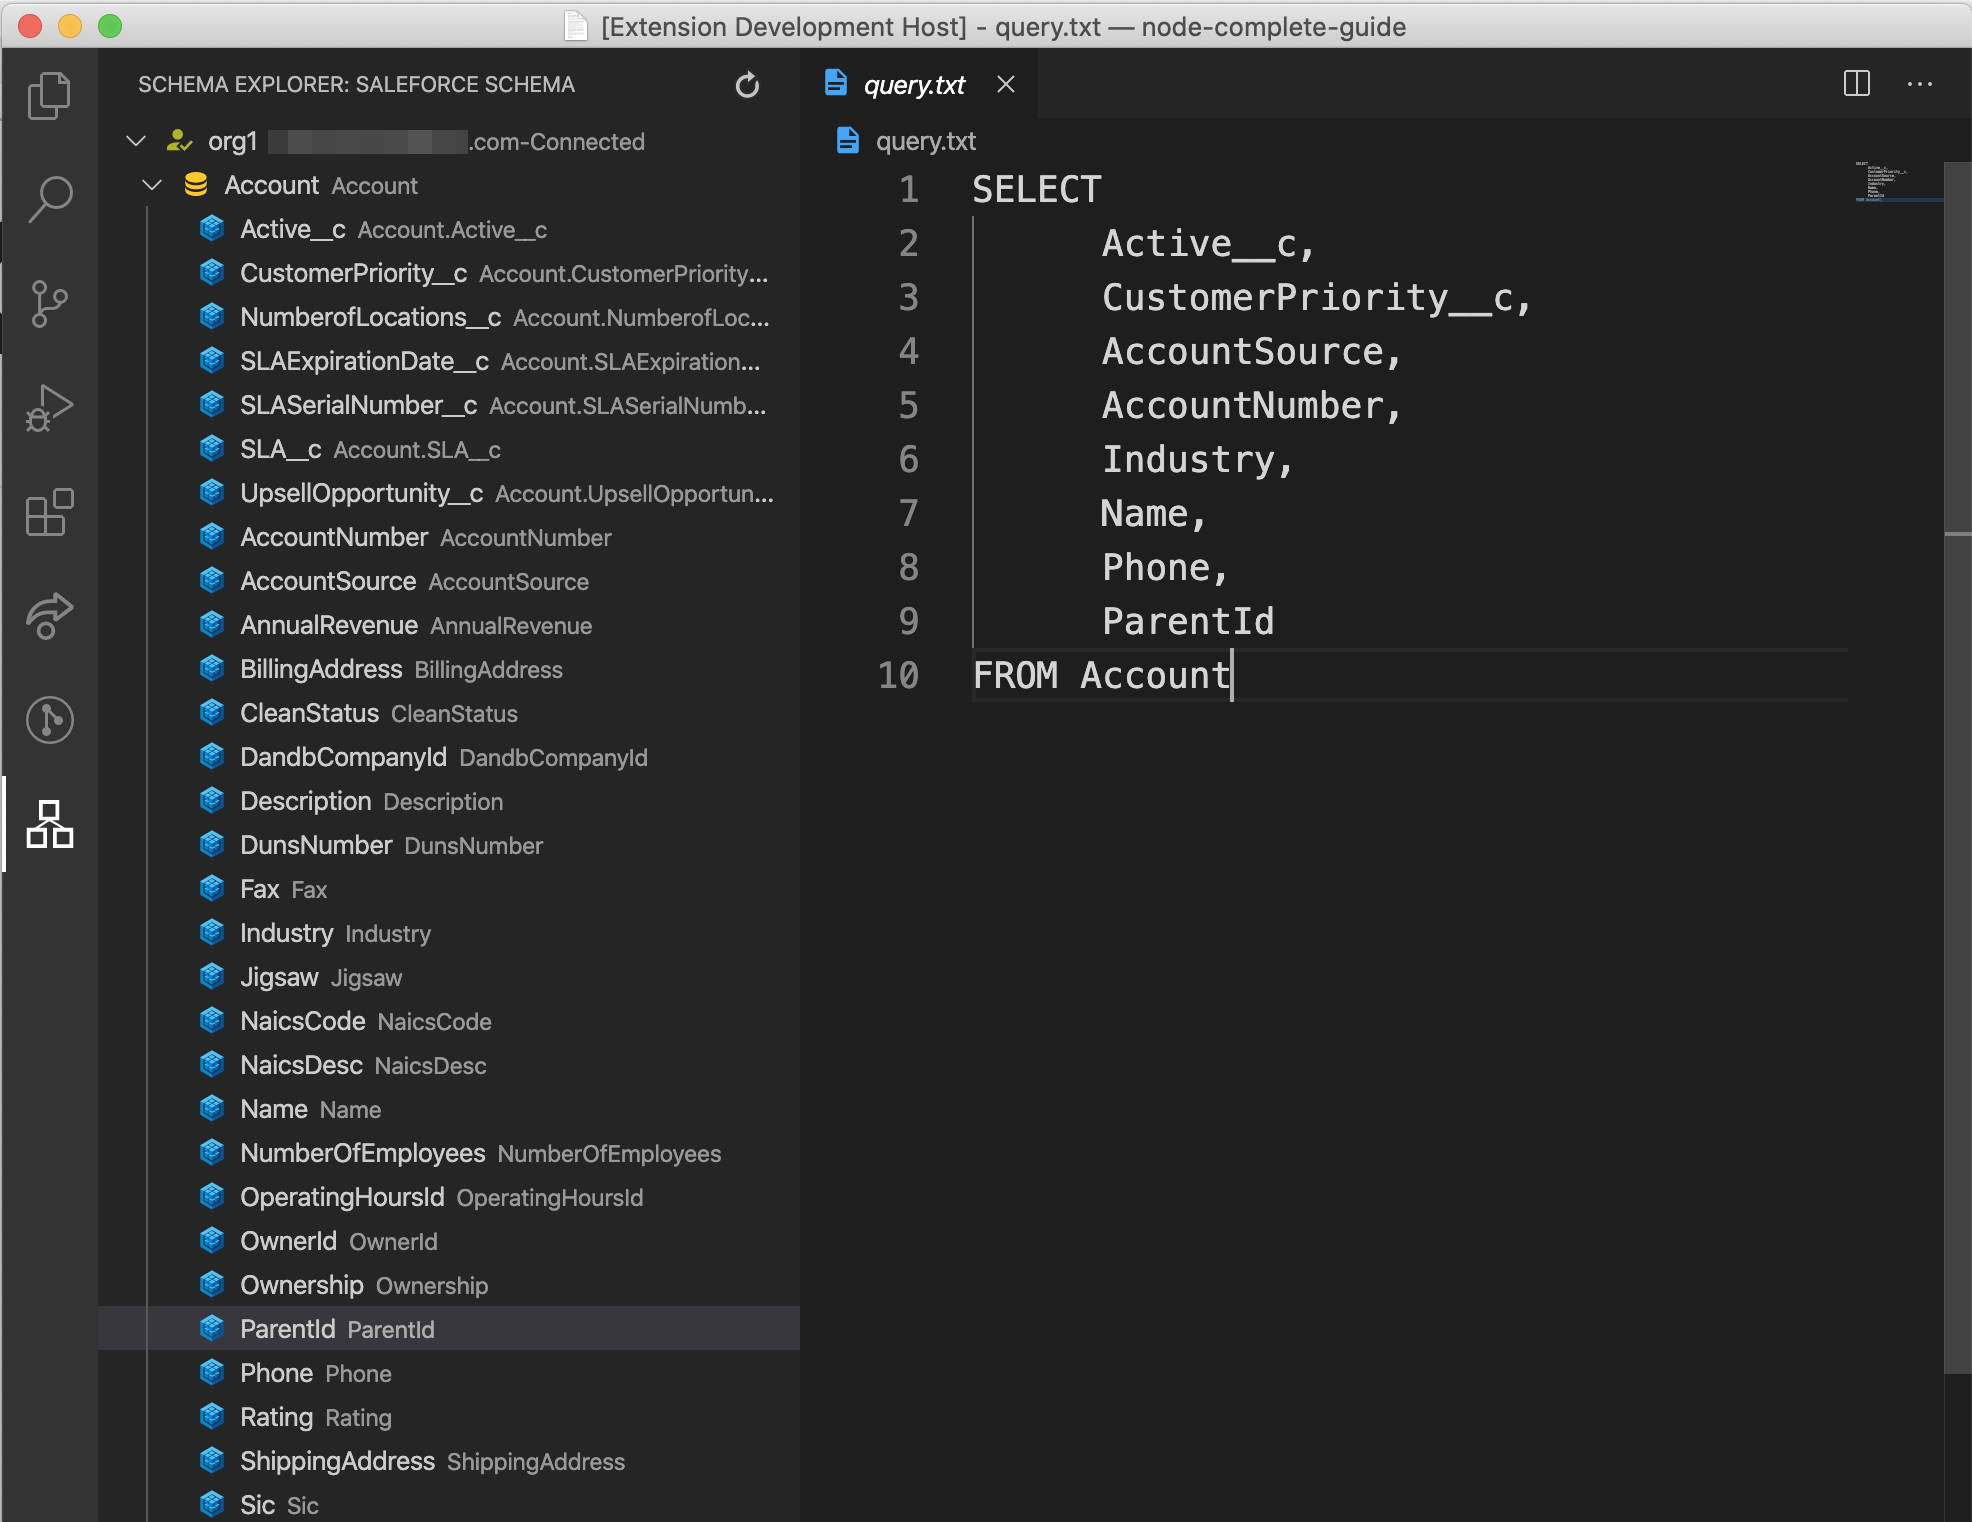 [Extension Development Host] - query.txt — node-complete-guide
SCHEMA EXPLORER: SALEFORCE SCHEMA
org1 .com-Connected
Account Account
Active__c Account.Active__c
CustomerPriority__c Account.CustomerPriority...
NumberofLocations__c Account.NumberofLoc...
SLAExpirationDate__c Account.SLAExpiration...
SLASerialNumber__c Account.SLASerialNumb...
SLA__c Account.SLA__c
UpsellOpportunity__c Account.UpsellOpportun...
AccountNumber AccountNumber
AccountSource AccountSource
AnnualRevenue AnnualRevenue
BillingAddress BillingAddress
CleanStatus CleanStatus
DandbCompanyId DandbCompanyId
Description Description
DunsNumber DunsNumber
Fax Fax
Industry Industry
Jigsaw Jigsaw
NaicsCode NaicsCode
NaicsDesc NaicsDesc
Name Name
NumberOfEmployees NumberOfEmployees
OperatingHoursId OperatingHoursId
OwnerId OwnerId
Ownership Ownership
ParentId ParentId
Phone Phone
Rating Rating
ShippingAddress ShippingAddress
Sic Sic
query.txt
query.txt
1 SELECT
2 Active__c,
3 CustomerPriority__c,
4 AccountSource,
5 AccountNumber,
6 Industry,
7 Name,
8 Phone,
9 ParentId
10 FROM Account